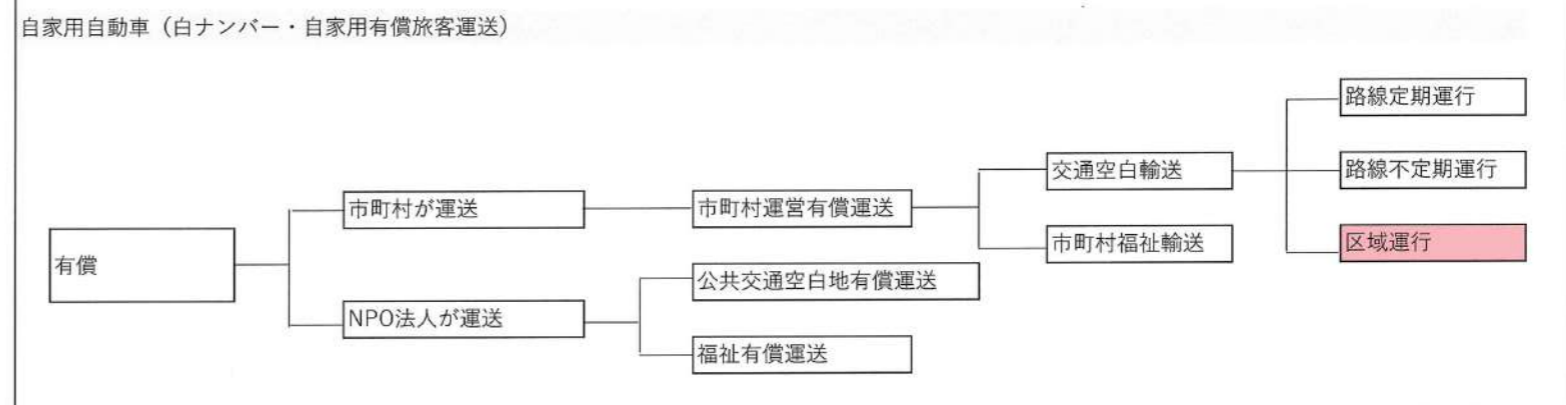 自家用自動車（白ナンバー・自家用有償旅客運送）
有償
市町村が運送
NPO法人が運送
市町村運営有償運送
公共交通空白地有償運送
福祉有償運送
交通空白輸送
市町村福祉輸送
路線定期運行
路線不定期運行
区域運行